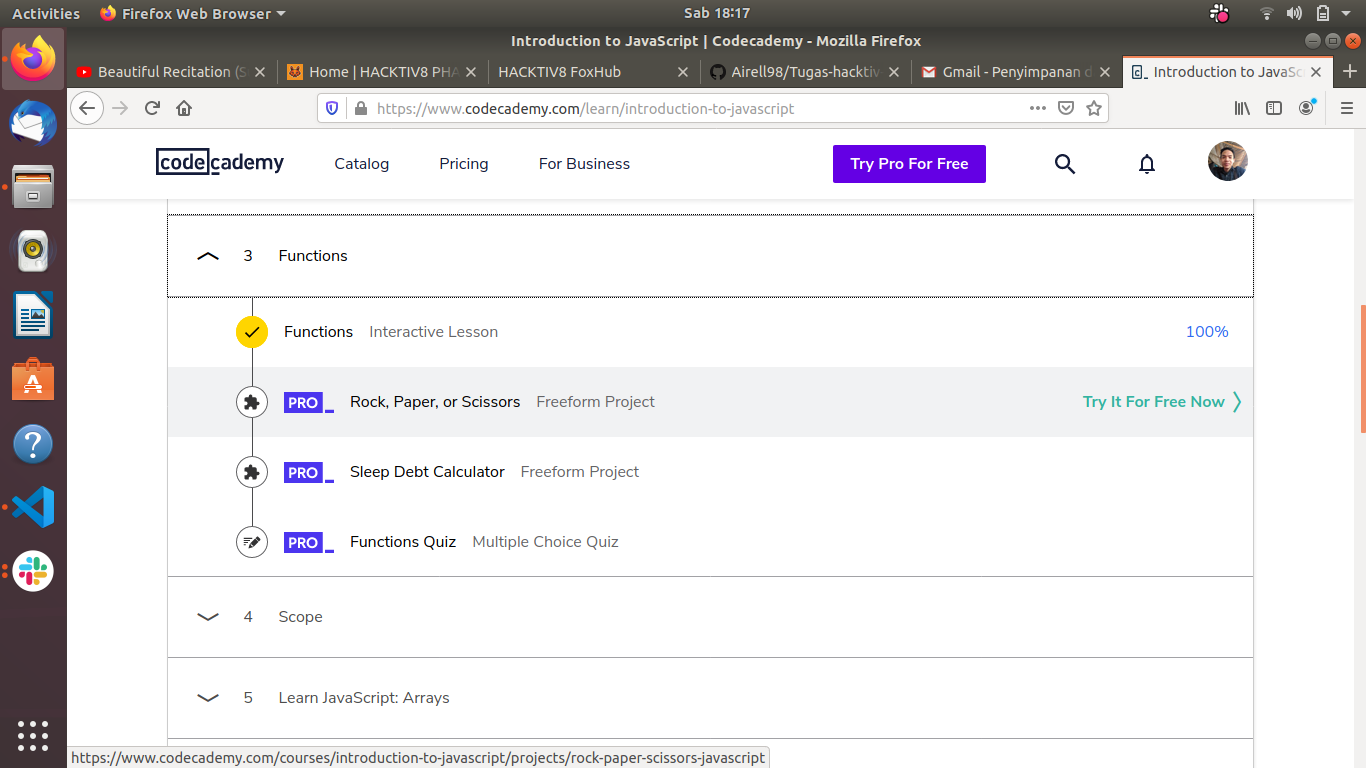 Activities Firefox Web Browser Sab 18:17
Introduction to JavaScript | Codecademy - Mozilla Firefox
Beautiful Recitation (S Home | HACKTIV8 PHA HACKTIV8 FoxHub Airell98/Tugas-hacktiv Gmail - Penyimpanan d Introduction to JavaSc
https://www.codecademy.com/learn/introduction-to-javascript
codecademy Catalog Pricing For Business Try Pro For Free
3 Functions
Functions Interactive Lesson 100%
PRO Rock, Paper, or Scissors Freeform Project Try It For Free Now
PRO Sleep Debt Calculator Freeform Project
PRO Functions Quiz Multiple Choice Quiz
4 Scope
5 Learn JavaScript: Arrays
https://www.codecademy.com/courses/introduction-to-javascript/projects/rock-paper-scissors-javascript